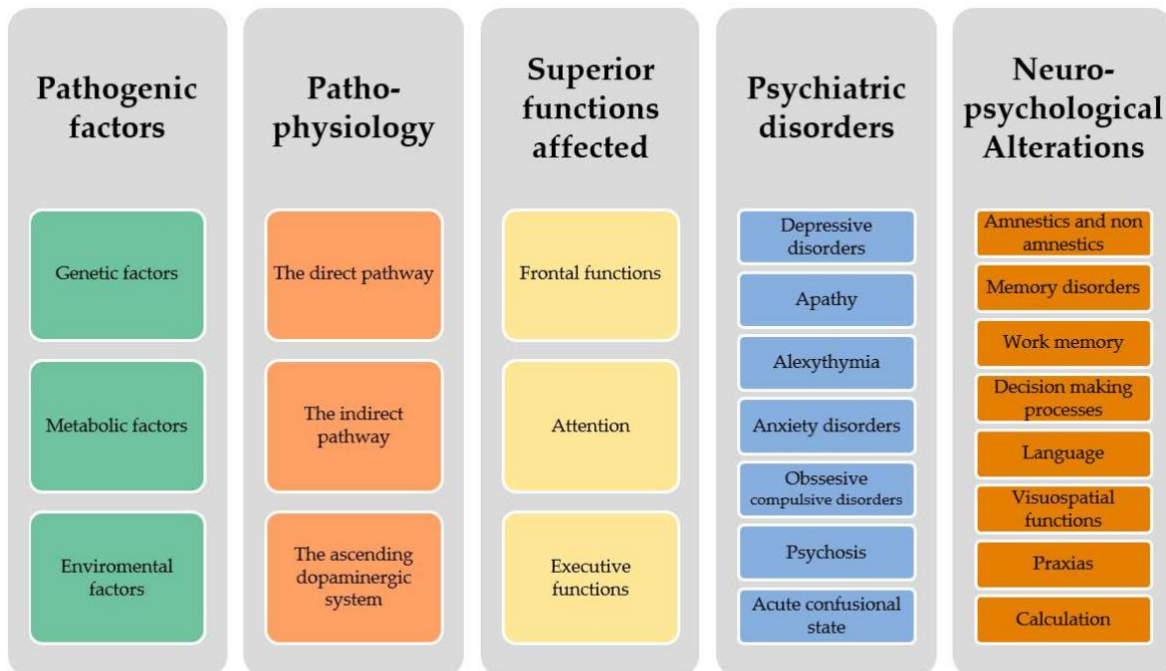 Pathogenic
factors
Genetic factors
Metabolic factors
Enviromental
factors
Patho-
physiology
The direct pathway
The indirect
pathway
The ascending
dopaminergic
system
Superior
functions
affected
Frontal functions
Attention
Executive
functions
Psychiatric
disorders
Depressive
disorders
Apathy
Alexythymia
Anxiety disorders
Obssesive
compulsive disorders
Psychosis
Acute confusional
state
Neuro-
psychological
Alterations
Amnestics and non
amnestics
Memory disorders
Work memory
Decision making
processes
Language
Visuospatial
functions
Praxias
Calculation